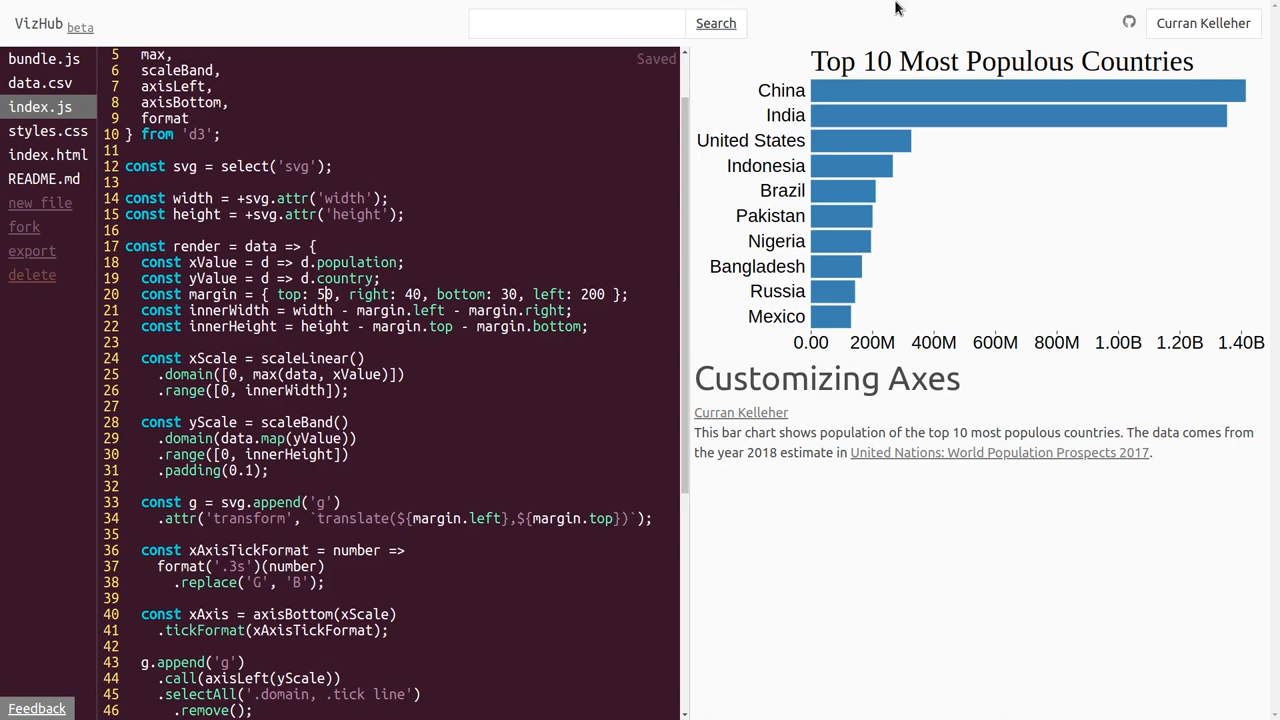 VizHub beta
Search
Curran Kelleher
bundle.js
data.csv
index.js
styles.css
index.html
README.md
new file
fork
export
delete
Feedback
Saved
5 max,
6 scaleBand,
7 axisLeft,
8 axisBottom,
9 format
10 } from 'd3';
11
12 const svg = select('svg');
13
14 const width = +svg.attr('width');
15 const height = +svg.attr('height');
16
17 const render = data => {
18 const xValue = d => d.population;
19 const yValue = d => d.country;
20 const margin = { top: 50, right: 40, bottom: 30, left: 200 };
21 const innerWidth = width - margin.left - margin.right;
22 const innerHeight = height - margin.top - margin.bottom;
23
24 const xScale = scaleLinear()
25 .domain([0, max(data, xValue)])
26 .range([0, innerWidth]);
27
28 const yScale = scaleBand()
29 .domain(data.map(yValue))
30 .range([0, innerHeight])
31 .padding(0.1);
32
33 const g = svg.append('g')
34 .attr('transform', `translate(${margin.left},${margin.top})`);
35
36 const xAxisTickFormat = number =>
37 format('.3s')(number)
38 .replace('G', 'B');
39
40 const xAxis = axisBottom(xScale)
41 .tickFormat(xAxisTickFormat);
42
43 g.append('g')
44 .call(axisLeft(yScale))
45 .selectAll('.domain, .tick line')
46 .remove();
Top 10 Most Populous Countries
China
India
United States
Indonesia
Brazil
Pakistan
Nigeria
Bangladesh
Russia
Mexico
0.00 200M 400M 600M 800M 1.00B 1.20B 1.40B
Customizing Axes
Curran Kelleher
This bar chart shows population of the top 10 most populous countries. The data comes from
the year 2018 estimate in United Nations: World Population Prospects 2017.